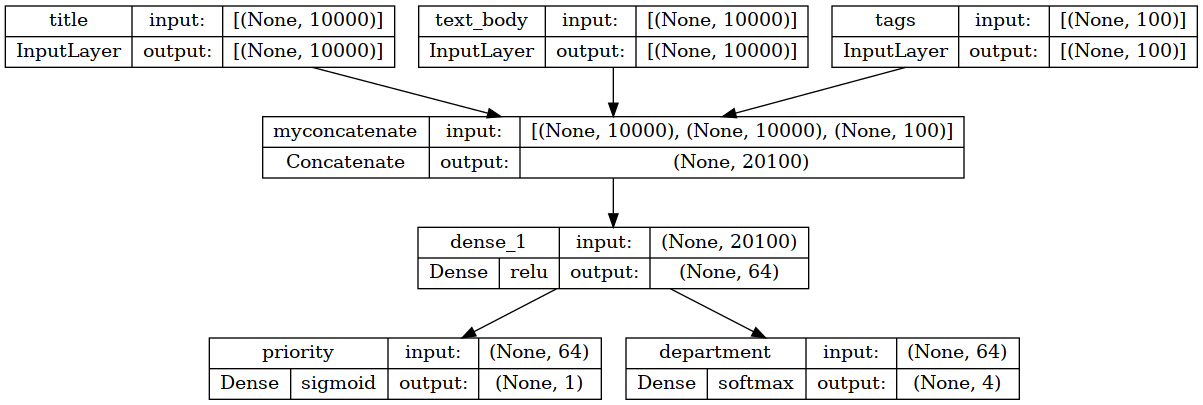 title input: [(None, 10000)]
InputLayer output: [(None, 10000)]
text_body input: [(None, 10000)]
InputLayer output: [(None, 10000)]
tags input: [(None, 100)]
InputLayer output: [(None, 100)]
myconcatenate input: [(None, 10000), (None, 10000), (None, 100)]
Concatenate output: (None, 20100)
dense_1 input: (None, 20100)
Dense relu output: (None, 64)
priority input: (None, 64)
Dense sigmoid output: (None, 1)
department input: (None, 64)
Dense softmax output: (None, 4)